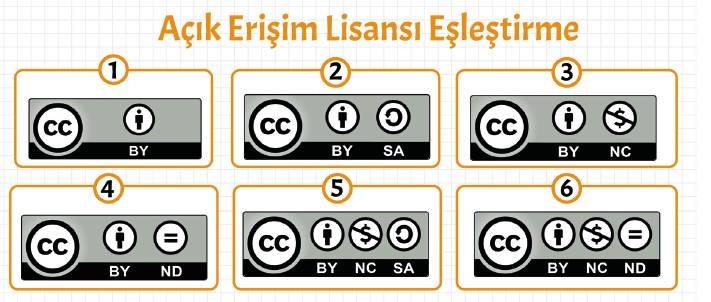 Açık Erişim Lisansı Eşleştirme
1
CC
BY
2
CC
BY SA
3
CC
BY NC
4
CC
BY ND
5
CC
BY NC SA
6
CC
BY NC ND